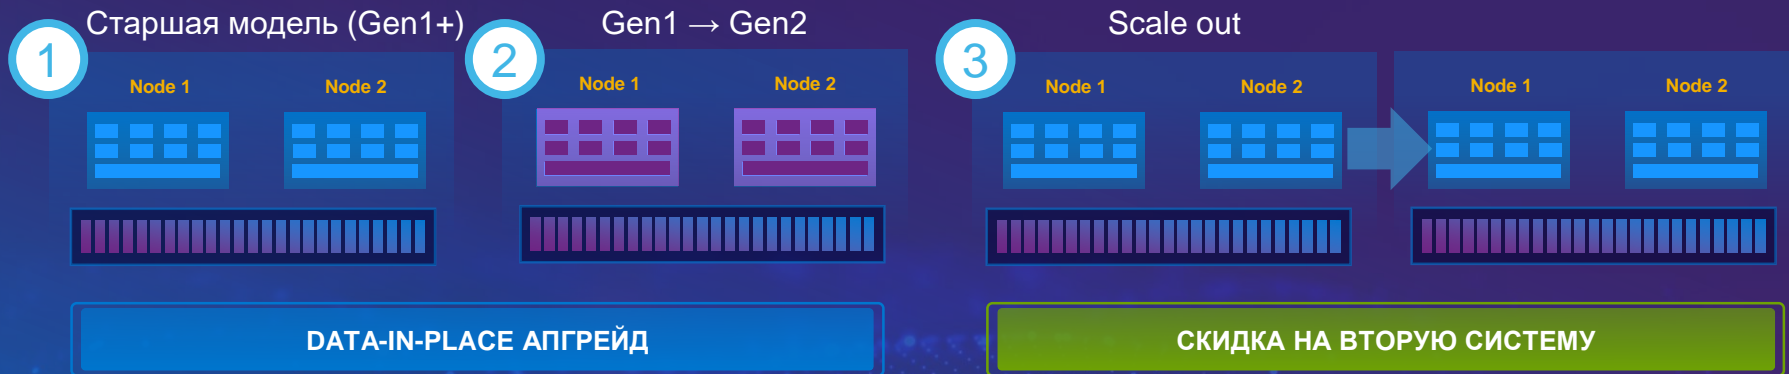 Старшая модель (Gen1+)
1
Node 1
Node 2
Gen1 → Gen2
2
Node 1
Node 2
Scale out
3
Node 1
Node 2
Node 1
Node 2
DATA-IN-PLACE АПГРЕЙД
СКИДКА НА ВТОРУЮ СИСТЕМУ